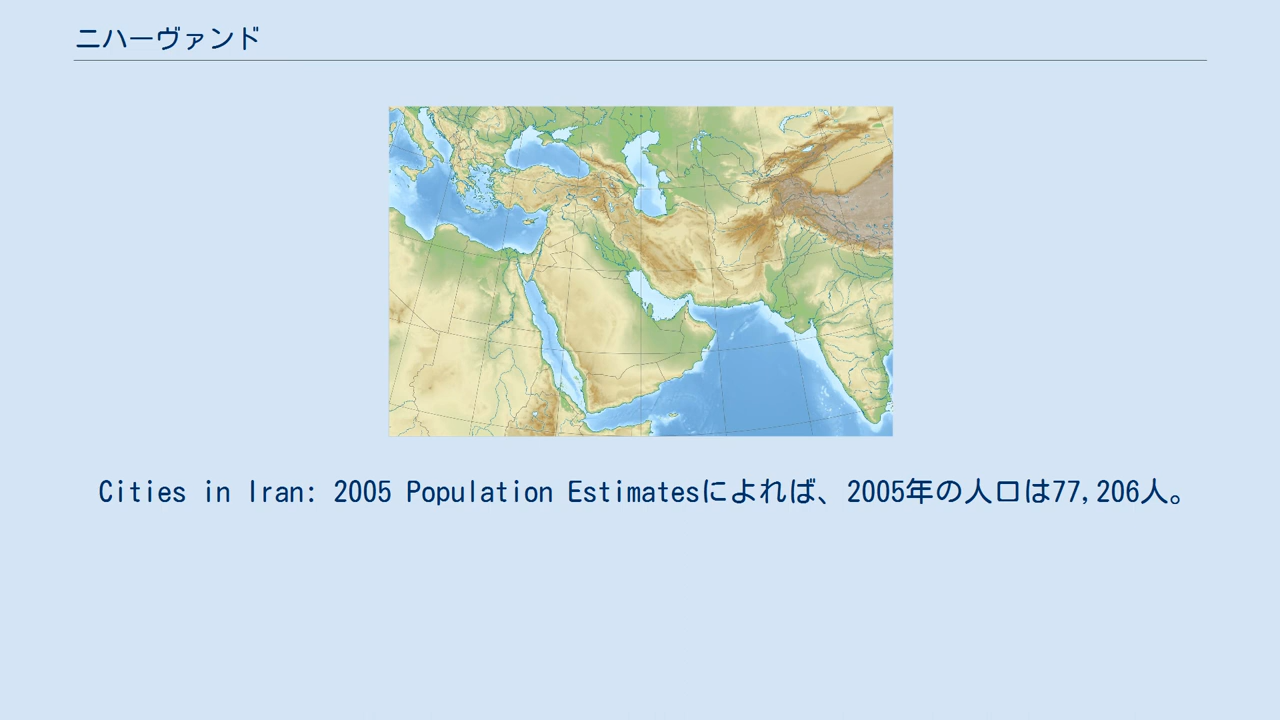 ニハーヴァンド
Cities in Iran: 2005 Population Estimatesによれば、2005年の人口は77,206人。